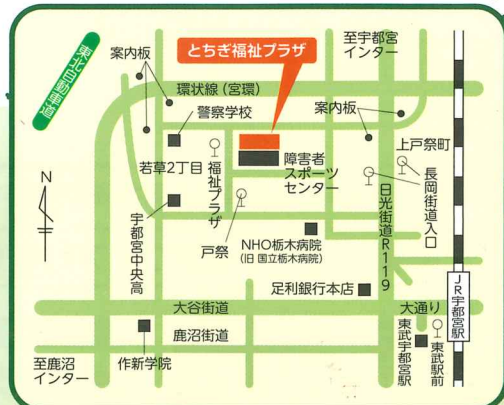 東北自動車道
案内板
とちぎ福祉プラザ
至宇都宮
インター
環状線(宮環)
警察学校
案内板
若草2丁目
福祉プラザ
障害者
スポーツ
センター
上戸祭町
長岡街道入口
N
宇都宮中央高
戸祭
日光街道R119
NHO栃木病院
(旧 国立栃木病院)
足利銀行本店
JR宇都宮駅
大谷街道
大通り
鹿沼街道
東武宇都宮駅
東武駅前
至鹿沼
インター
作新学院